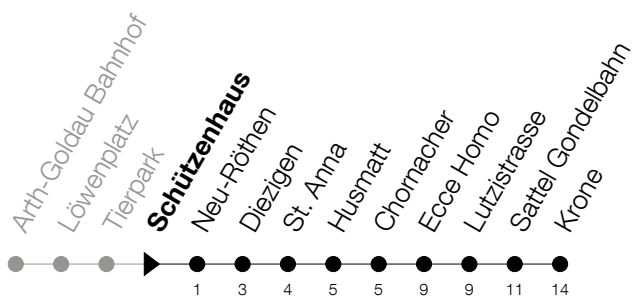 Arth-Goldau Bahnhof
Löwenplatz
Tierpark
Schützenhaus
Neu-Röthen
Diezigen
St. Anna
Husmatt
Chornacher
Ecce Homo
Lutzistrasse
Sattel Gondelbahn
Krone
1 3 4 5 5 9 9 11 14